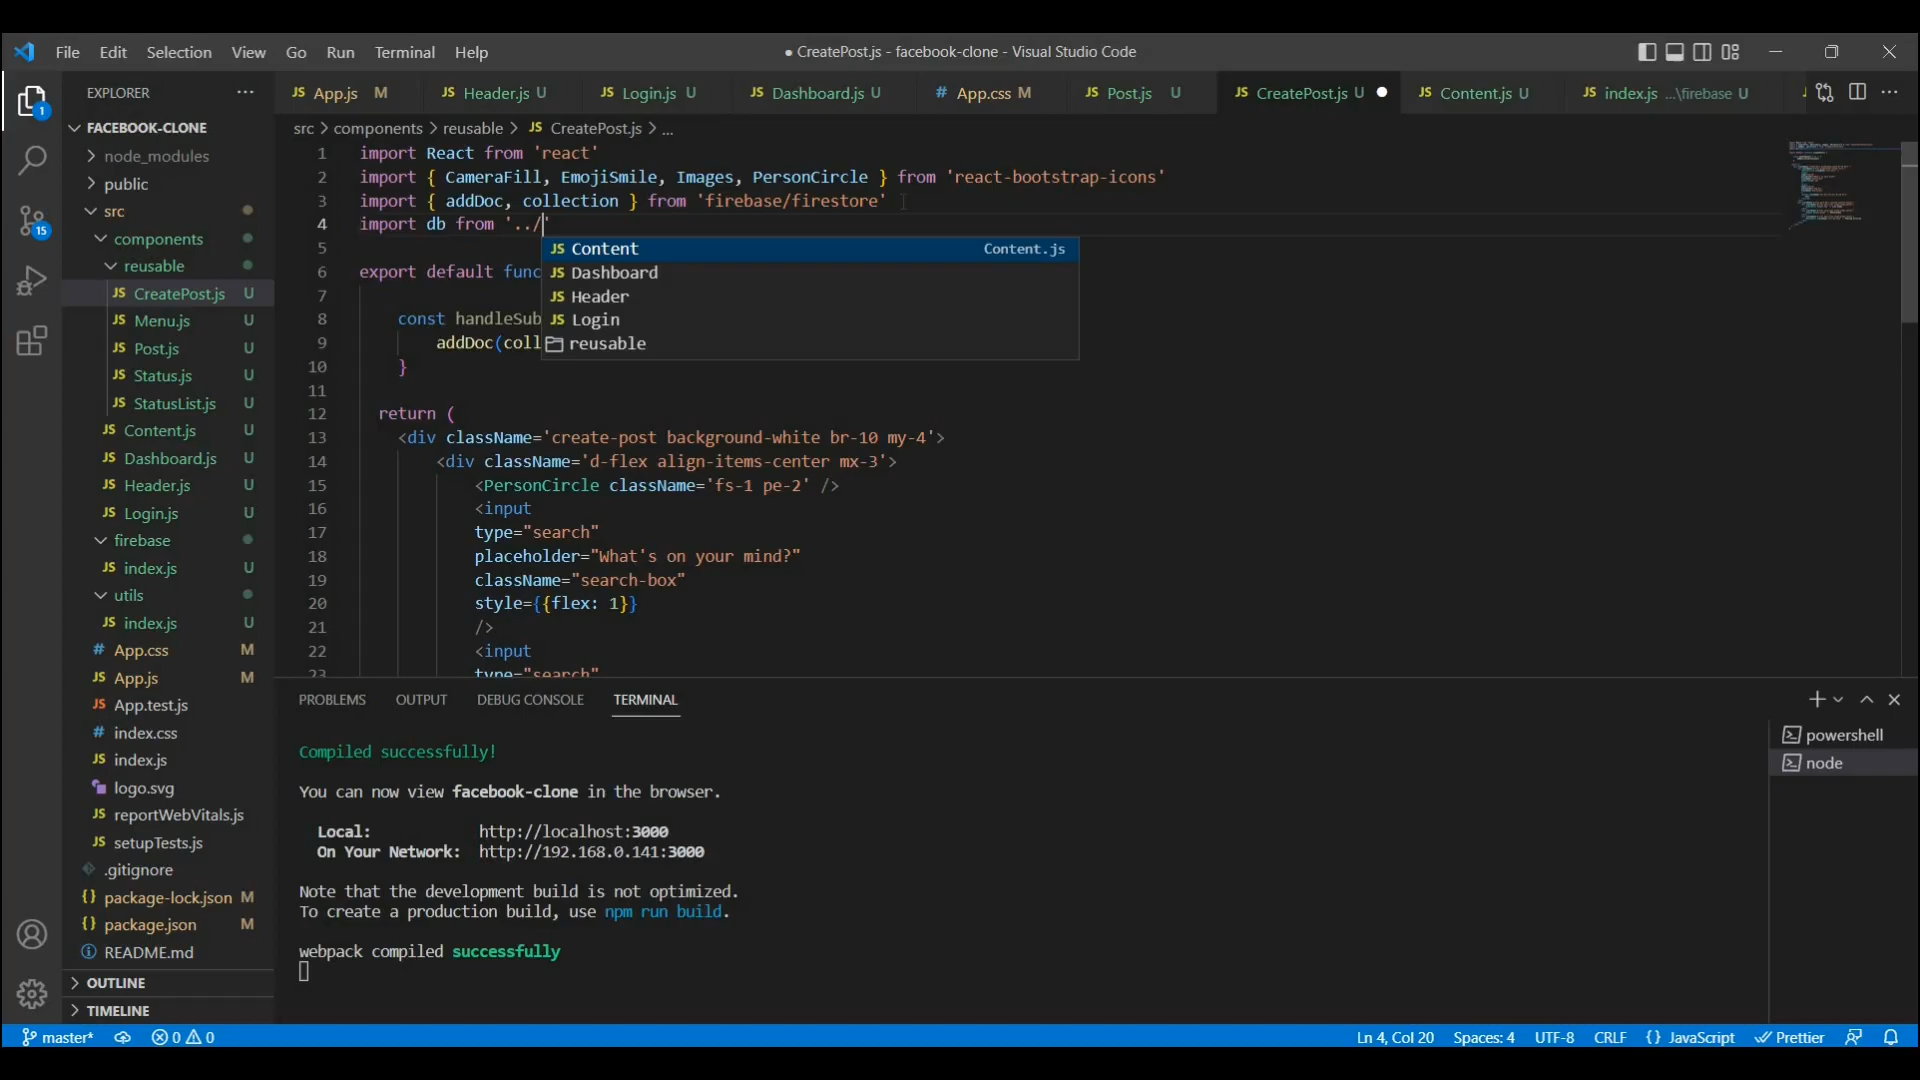 File Edit Selection View Go Run Terminal Help
● CreatePost.js - facebook-clone - Visual Studio Code
EXPLORER ···
App.js M
Header.js U
Login.js U
Dashboard.js U
# App.css M
Post.js U
CreatePost.js U
Content.js U
index.js ...\firebase U
src > components > reusable > JS CreatePost.js > ...
FACEBOOK-CLONE
node_modules
public
src
components
reusable
JS CreatePost.js U
JS Menu.js U
JS Post.js U
JS Status.js U
JS StatusList.js U
JS Content.js U
JS Dashboard.js U
JS Header.js U
JS Login.js U
firebase
JS index.js U
utils
JS index.js U
# App.css M
JS App.js M
JS App.test.js
# index.css
JS index.js
logo.svg
JS reportWebVitals.js
JS setupTests.js
.gitignore
{} package-lock.json M
{} package.json M
README.md
OUTLINE
TIMELINE
1 import React from 'react'
2 import { CameraFill, EmojiSmile, Images, PersonCircle } from 'react-bootstrap-icons'
3 import { addDoc, collection } from 'firebase/firestore'
4 import db from '../'
5
6 export default func
7
8 const handleSub
9 addDoc(coll
10 }
11
12 return (
13 <div className='create-post background-white br-10 my-4'>
14 <div className='d-flex align-items-center mx-3'>
15 <PersonCircle className='fs-1 pe-2' />
16 <input
17 type="search"
18 placeholder="What's on your mind?"
19 className="search-box"
20 style={{flex: 1}}
21 />
22 <input
23 type="search"
JS Content Content.js
JS Dashboard
JS Header
JS Login
reusable
PROBLEMS OUTPUT DEBUG CONSOLE TERMINAL
Compiled successfully!
You can now view facebook-clone in the browser.
Local: http://localhost:3000
On Your Network: http://192.168.0.141:3000
Note that the development build is not optimized.
To create a production build, use npm run build.
webpack compiled successfully
powershell
node
1
15
master* 0 0
Ln 4, Col 20 Spaces: 4 UTF-8 CRLF {} JavaScript Prettier